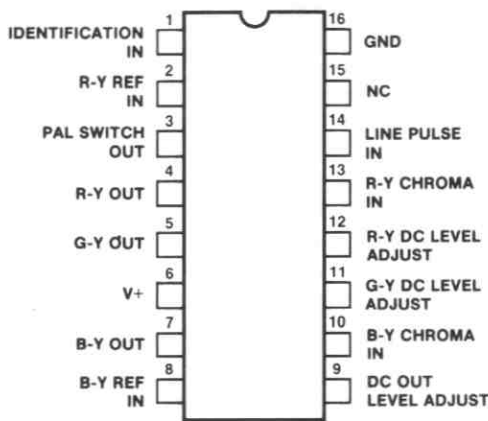 1
IDENTIFICATION
IN
2
R-Y REF
IN
3
PAL SWITCH
OUT
4
R-Y OUT
5
G-Y OUT
6
V+
7
B-Y OUT
8
B-Y REF
IN
16
GND
15
NC
14
LINE PULSE
IN
13
R-Y CHROMA
IN
12
R-Y DC LEVEL
ADJUST
11
G-Y DC LEVEL
ADJUST
10
B-Y CHROMA
IN
9
DC OUT
LEVEL ADJUST